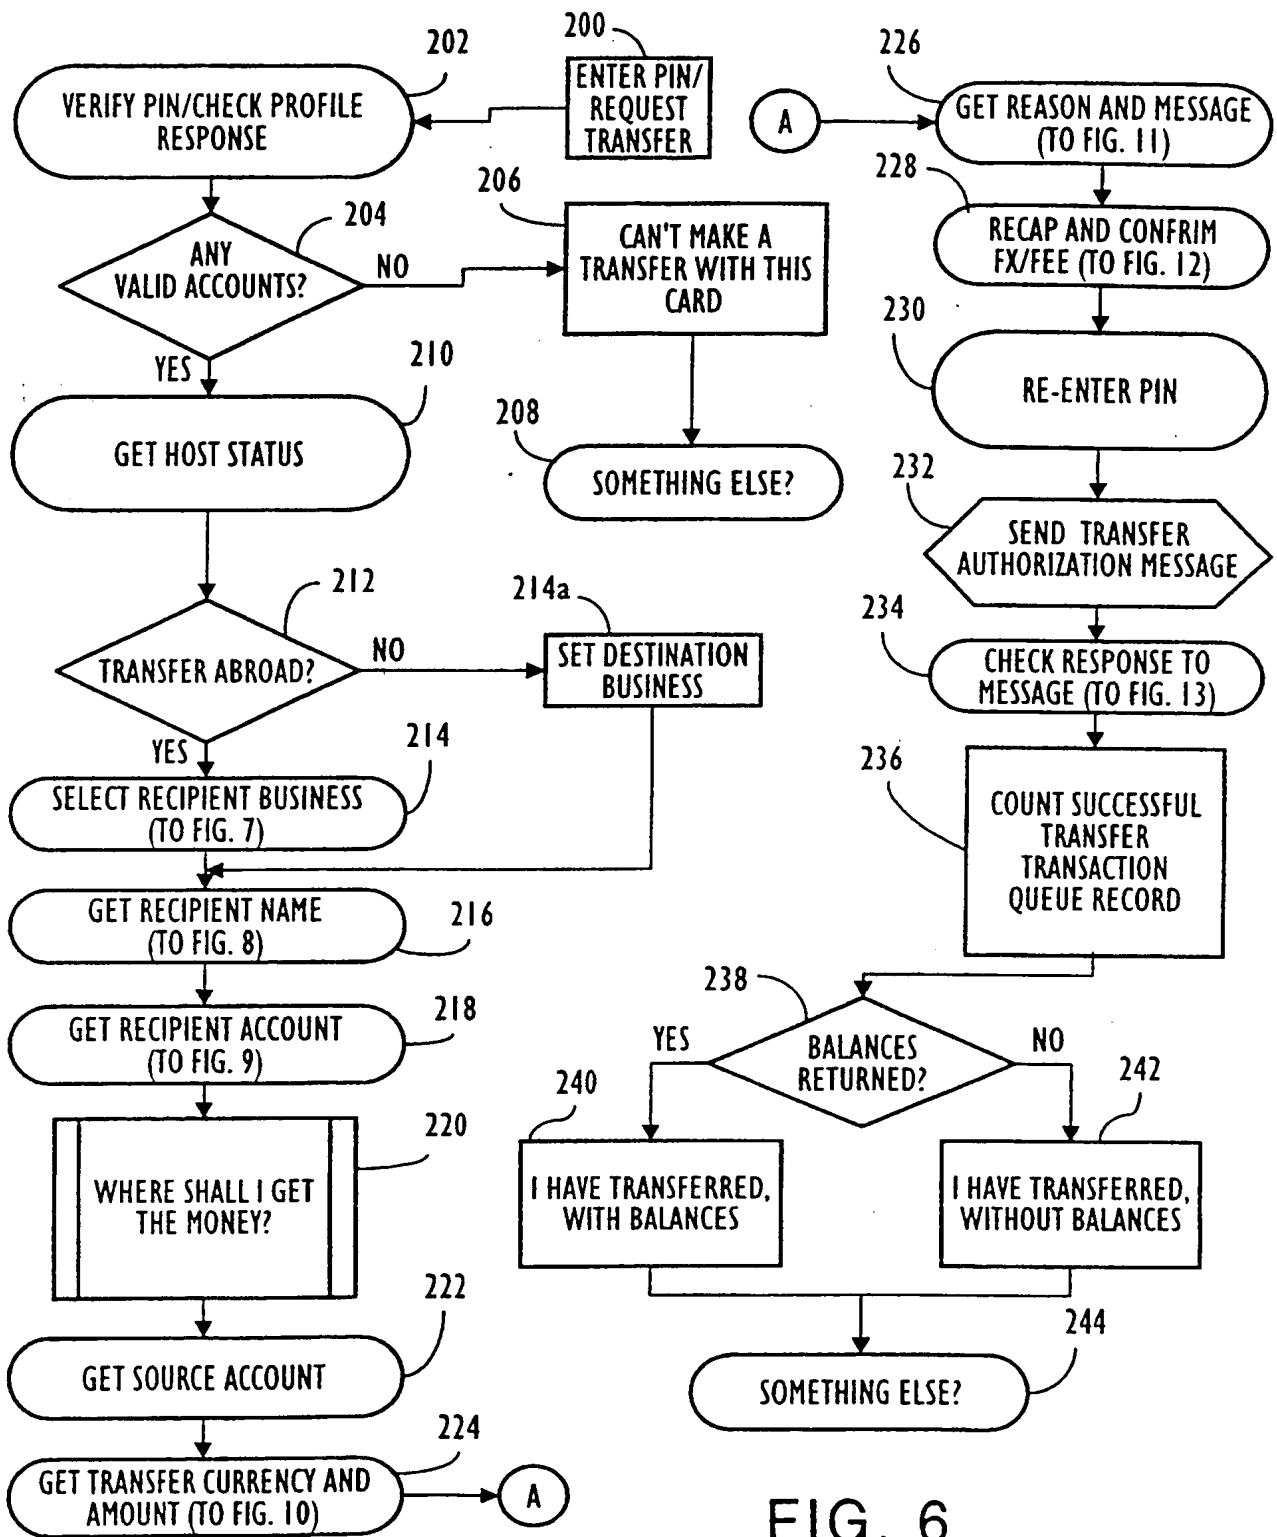 200
ENTER PIN/
REQUEST
TRANSFER
202
VERIFY PIN/CHECK PROFILE
RESPONSE
204
ANY
VALID ACCOUNTS?
NO
YES
206
CAN'T MAKE A
TRANSFER WITH THIS
CARD
208
SOMETHING ELSE?
210
GET HOST STATUS
212
TRANSFER ABROAD?
NO
YES
214a
SET DESTINATION
BUSINESS
214
SELECT RECIPIENT BUSINESS
(TO FIG. 7)
216
GET RECIPIENT NAME
(TO FIG. 8)
218
GET RECIPIENT ACCOUNT
(TO FIG. 9)
220
WHERE SHALL I GET
THE MONEY?
222
GET SOURCE ACCOUNT
224
GET TRANSFER CURRENCY AND
AMOUNT (TO FIG. 10)
A
A
226
GET REASON AND MESSAGE
(TO FIG. 11)
228
RECAP AND CONFRIM
FX/FEE (TO FIG. 12)
230
RE-ENTER PIN
232
SEND TRANSFER
AUTHORIZATION MESSAGE
234
CHECK RESPONSE TO
MESSAGE (TO FIG. 13)
236
COUNT SUCCESSFUL
TRANSFER
TRANSACTION
QUEUE RECORD
238
BALANCES
RETURNED?
YES
NO
240
I HAVE TRANSFERRED,
WITH BALANCES
242
I HAVE TRANSFERRED,
WITHOUT BALANCES
244
SOMETHING ELSE?
FIG. 6